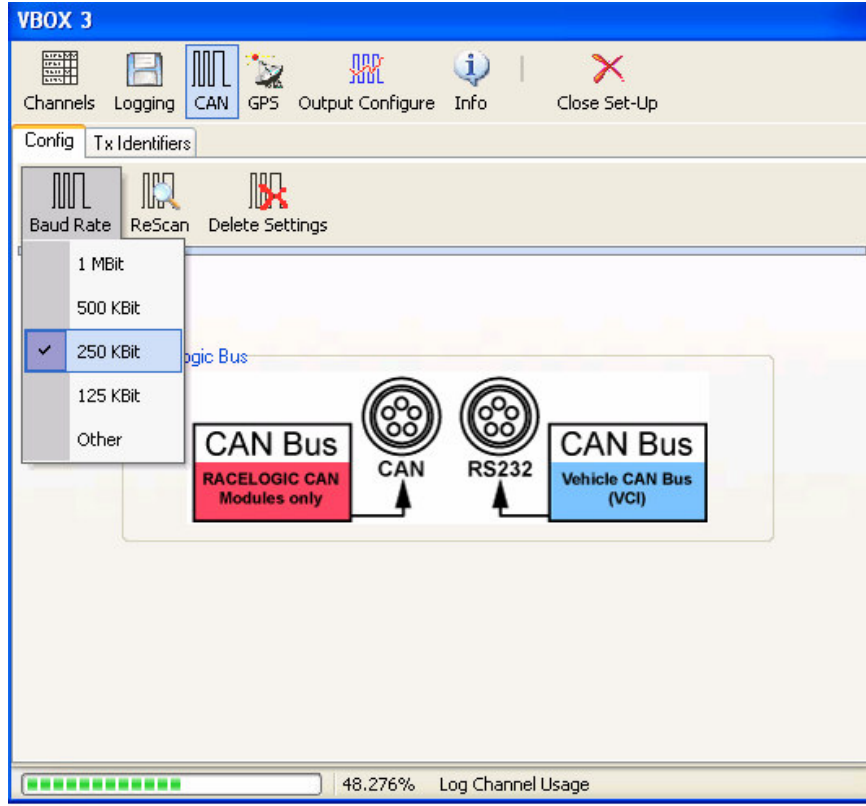 VBOX 3
Channels Logging CAN GPS Output Configure Info Close Set-Up
Config Tx Identifiers
Baud Rate ReScan Delete Settings
1 MBit
500 KBit
250 KBit
125 KBit
Other
Bus
CAN Bus
RACELOGIC CAN
Modules only
CAN
RS232
CAN Bus
Vehicle CAN Bus
(VCI)
48.276% Log Channel Usage